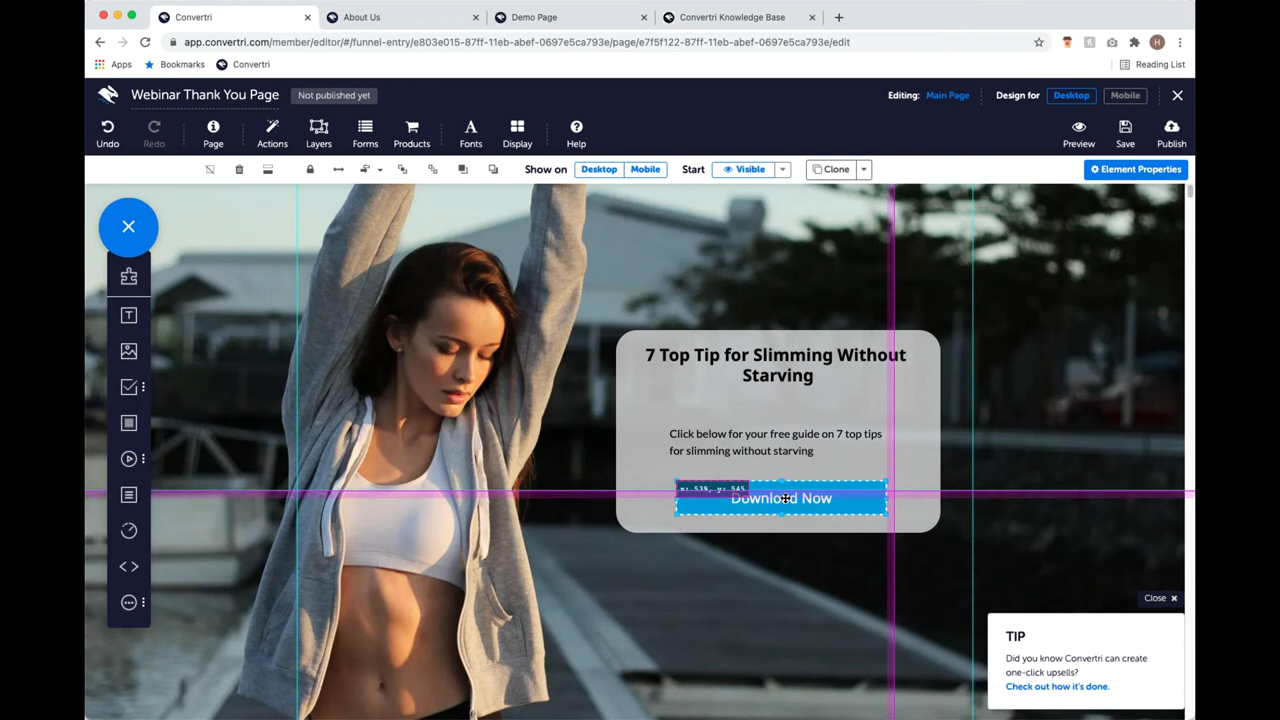 Convertri
About Us
Demo Page
Convertri Knowledge Base
app.convertri.com/member/editor/#/funnel-entry/e803e015-87ff-11eb-abef-0697e5ca793e/page/e7f5f122-87ff-11eb-abef-0697e5ca793e/edit
H
Apps
Bookmarks
Convertri
Reading List
Webinar Thank You Page
Not published yet
Editing: Main Page
Design for
Desktop
Mobile
Undo
Redo
Page
Actions
Layers
Forms
Products
Fonts
Display
Help
Preview
Save
Publish
Show on
Desktop
Mobile
Start
Visible
Clone
Element Properties
7 Top Tip for Slimming Without
Starving
Click below for your free guide on 7 top tips
for slimming without starving
x: 539, y: 545
Download Now
Close
TIP
Did you know Convertri can create
one-click upsells?
Check out how it's done.